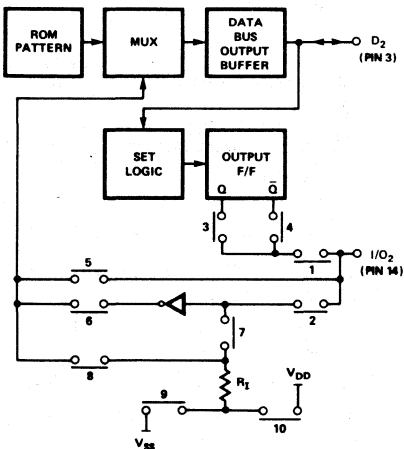 ROM
PATTERN
MUX
DATA
BUS
OUTPUT
BUFFER
D2
(PIN 3)
SET
LOGIC
OUTPUT
F/F
Q Q̅
3 4
1
I/O2
(PIN 14)
5
6
2
7
8
RI
9
VDD
10
VSS